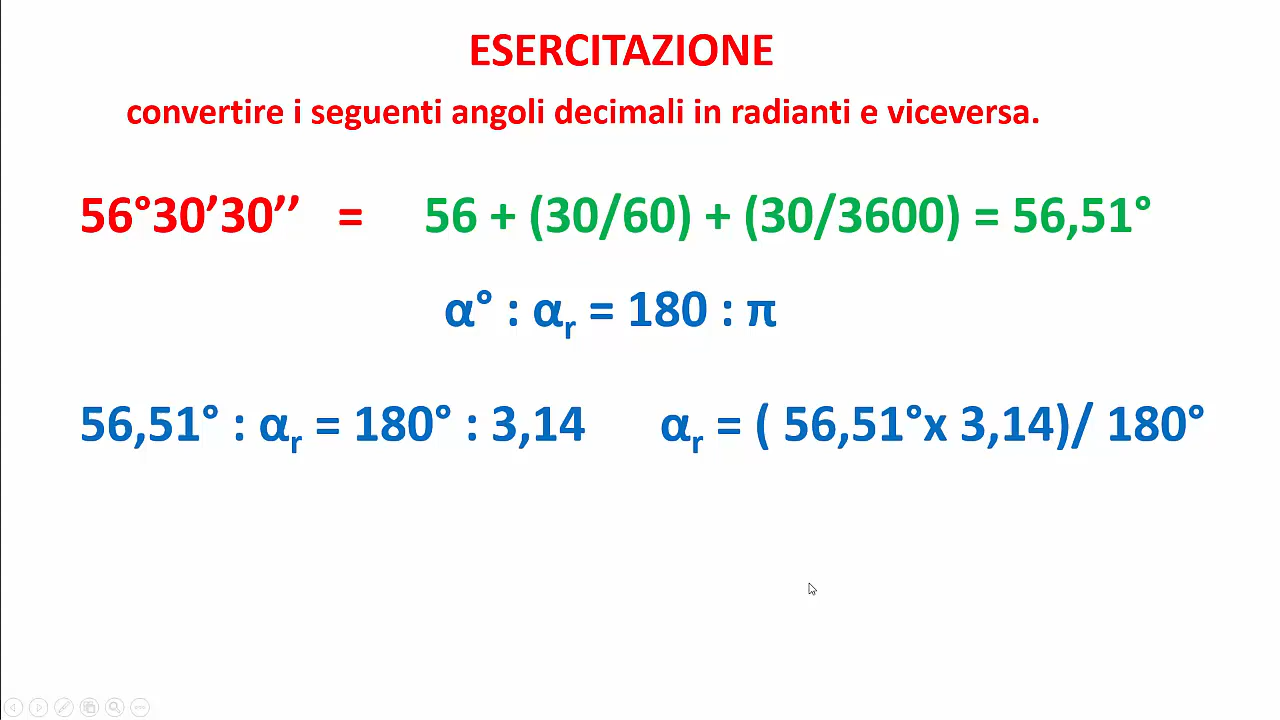 ESERCITAZIONE
convertire i seguenti angoli decimali in radianti e viceversa.
56°30’30’’ = 56 + (30/60) + (30/3600) = 56,51°
α° : αr = 180 : π
56,51° : αr = 180° : 3,14 αr = ( 56,51°x 3,14)/ 180°